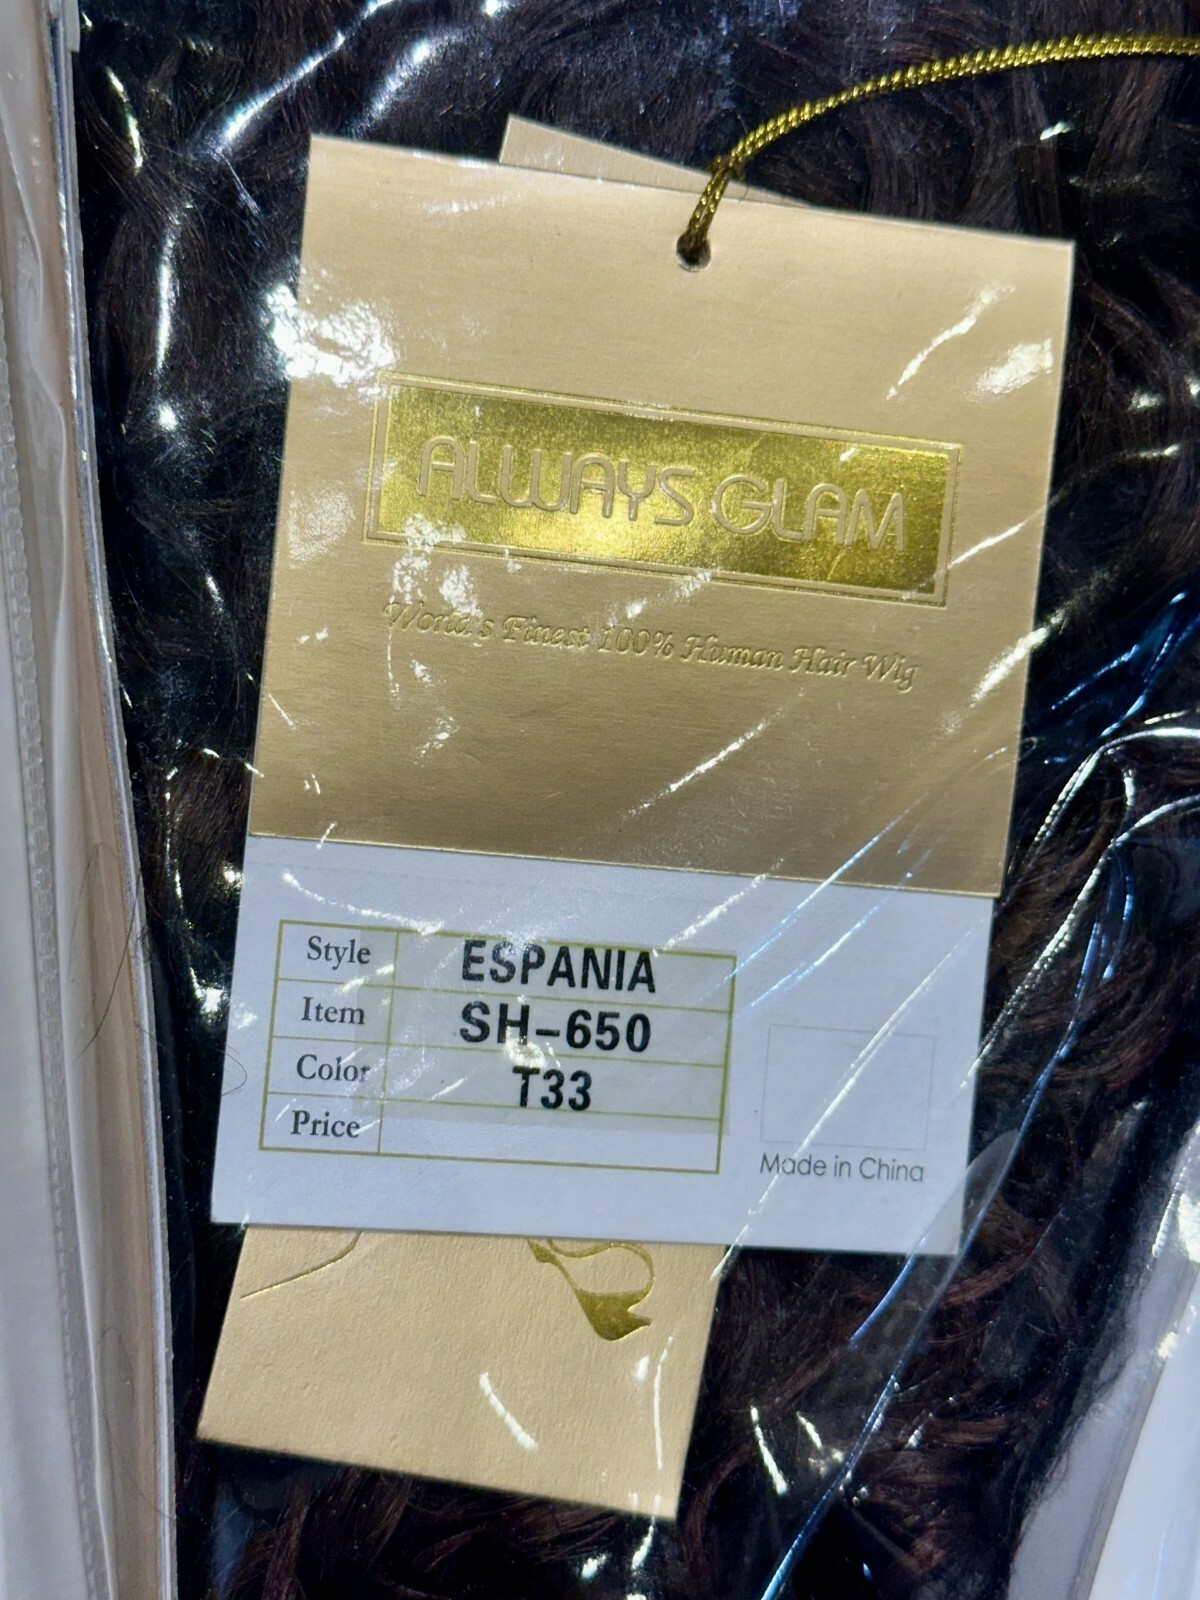 ALWAYS GLAM
World's Finest 100% Human Hair Wig
Style ESPANIA
Item SH-650
Color T33
Price
Made in China